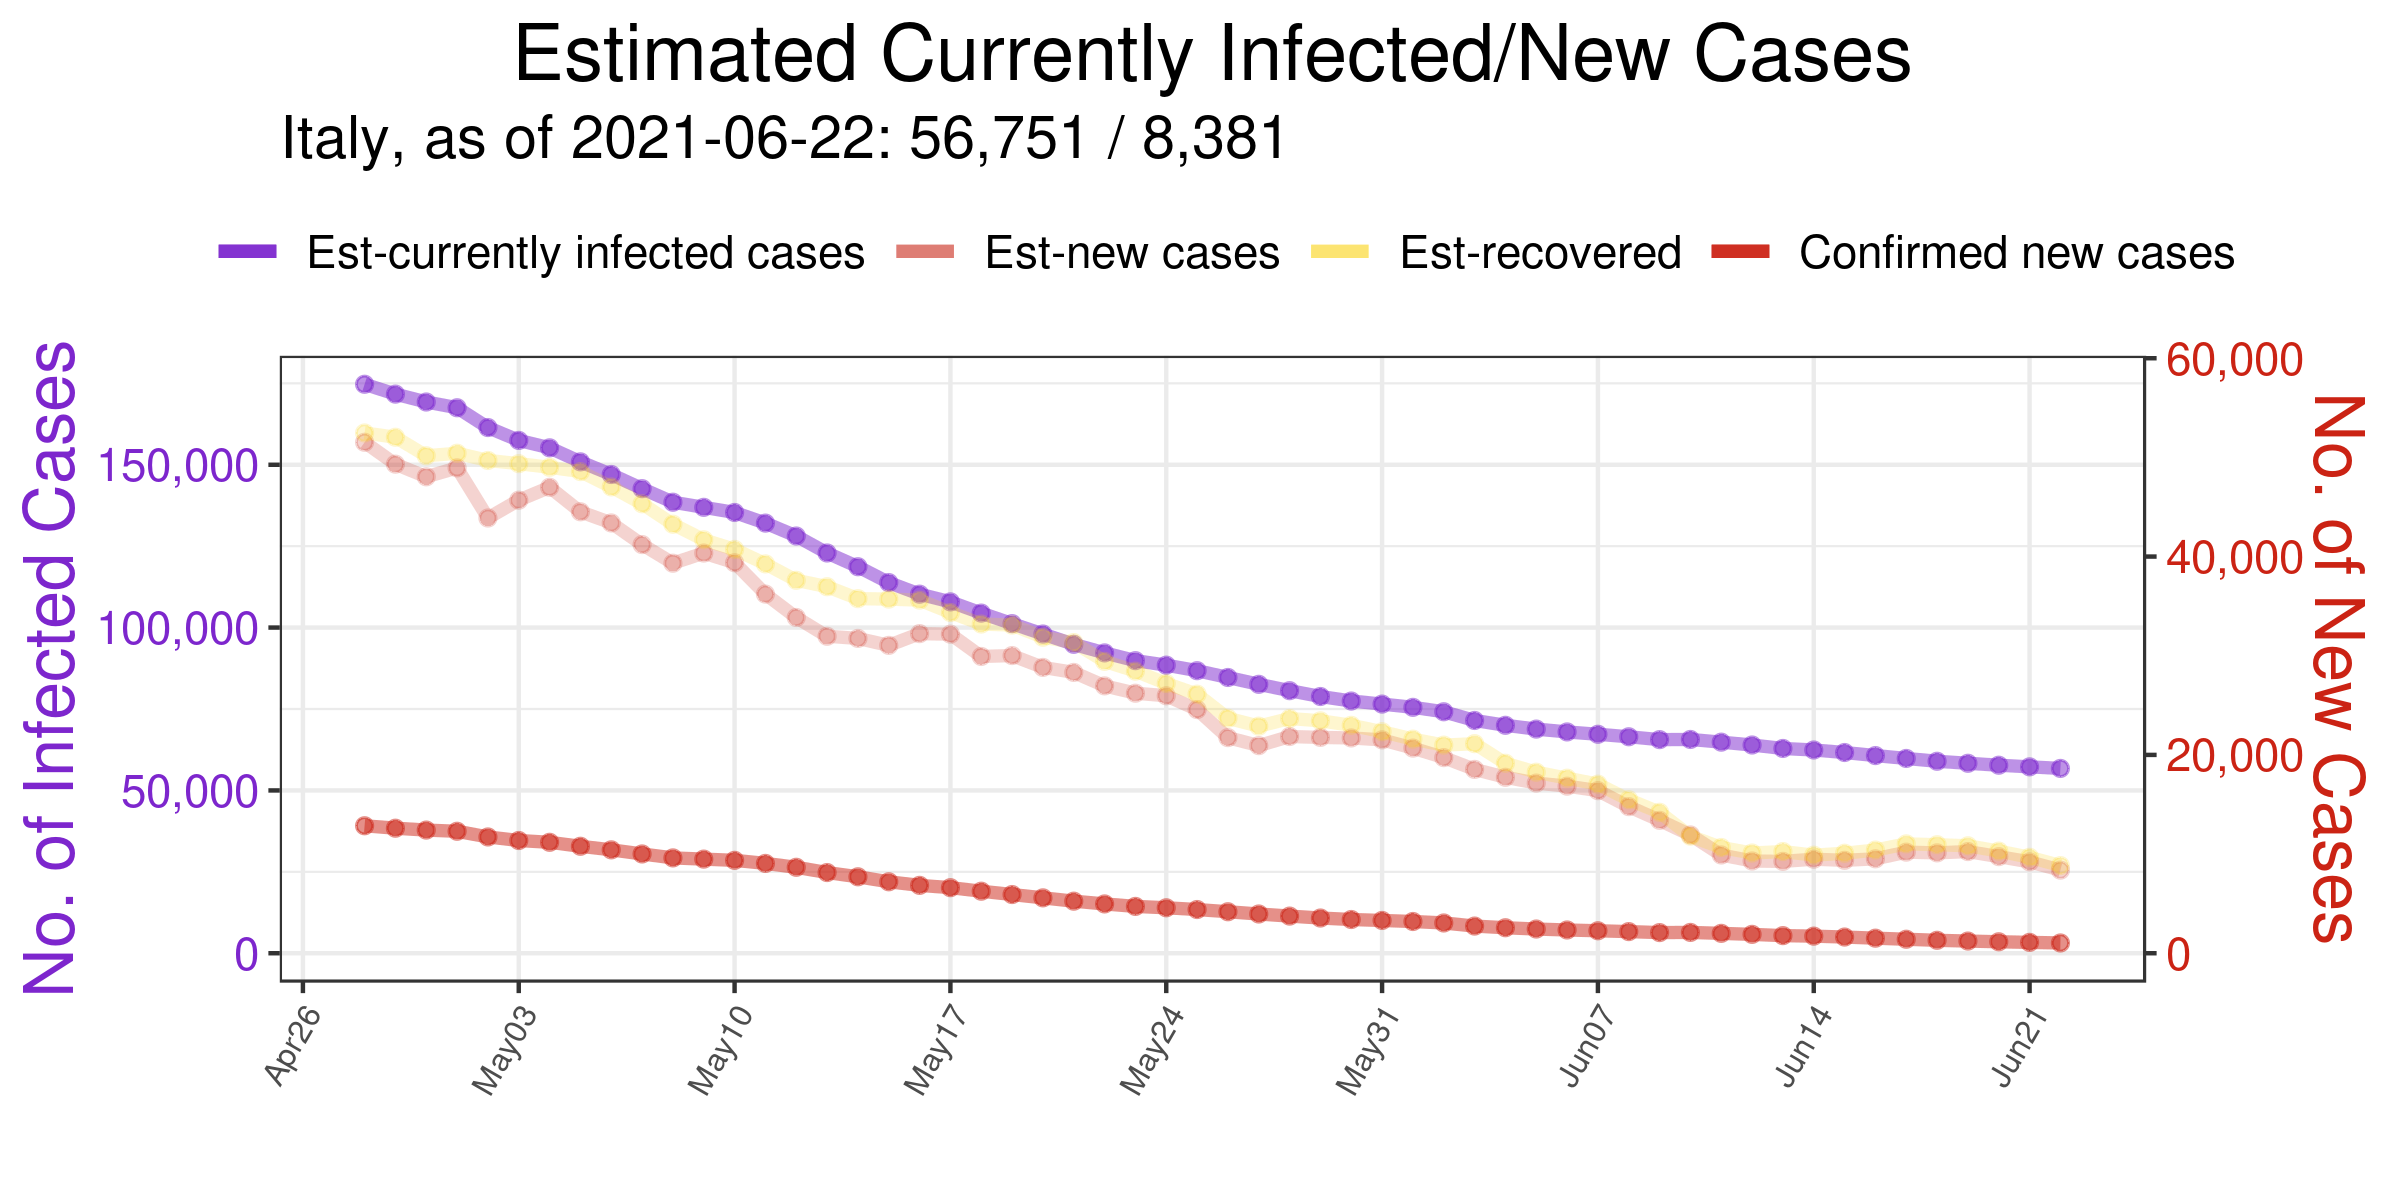 Estimated Currently Infected/New Cases
Italy, as of 2021-06-22: 56,751 / 8,381
Est-currently infected cases Est-new cases Est-recovered Confirmed new cases
No. of Infected Cases
150,000
100,000
50,000
0
60,000
40,000
20,000
0
No. of New Cases
Apr26 May03 May10 May17 May24 May31 Jun07 Jun14 Jun21